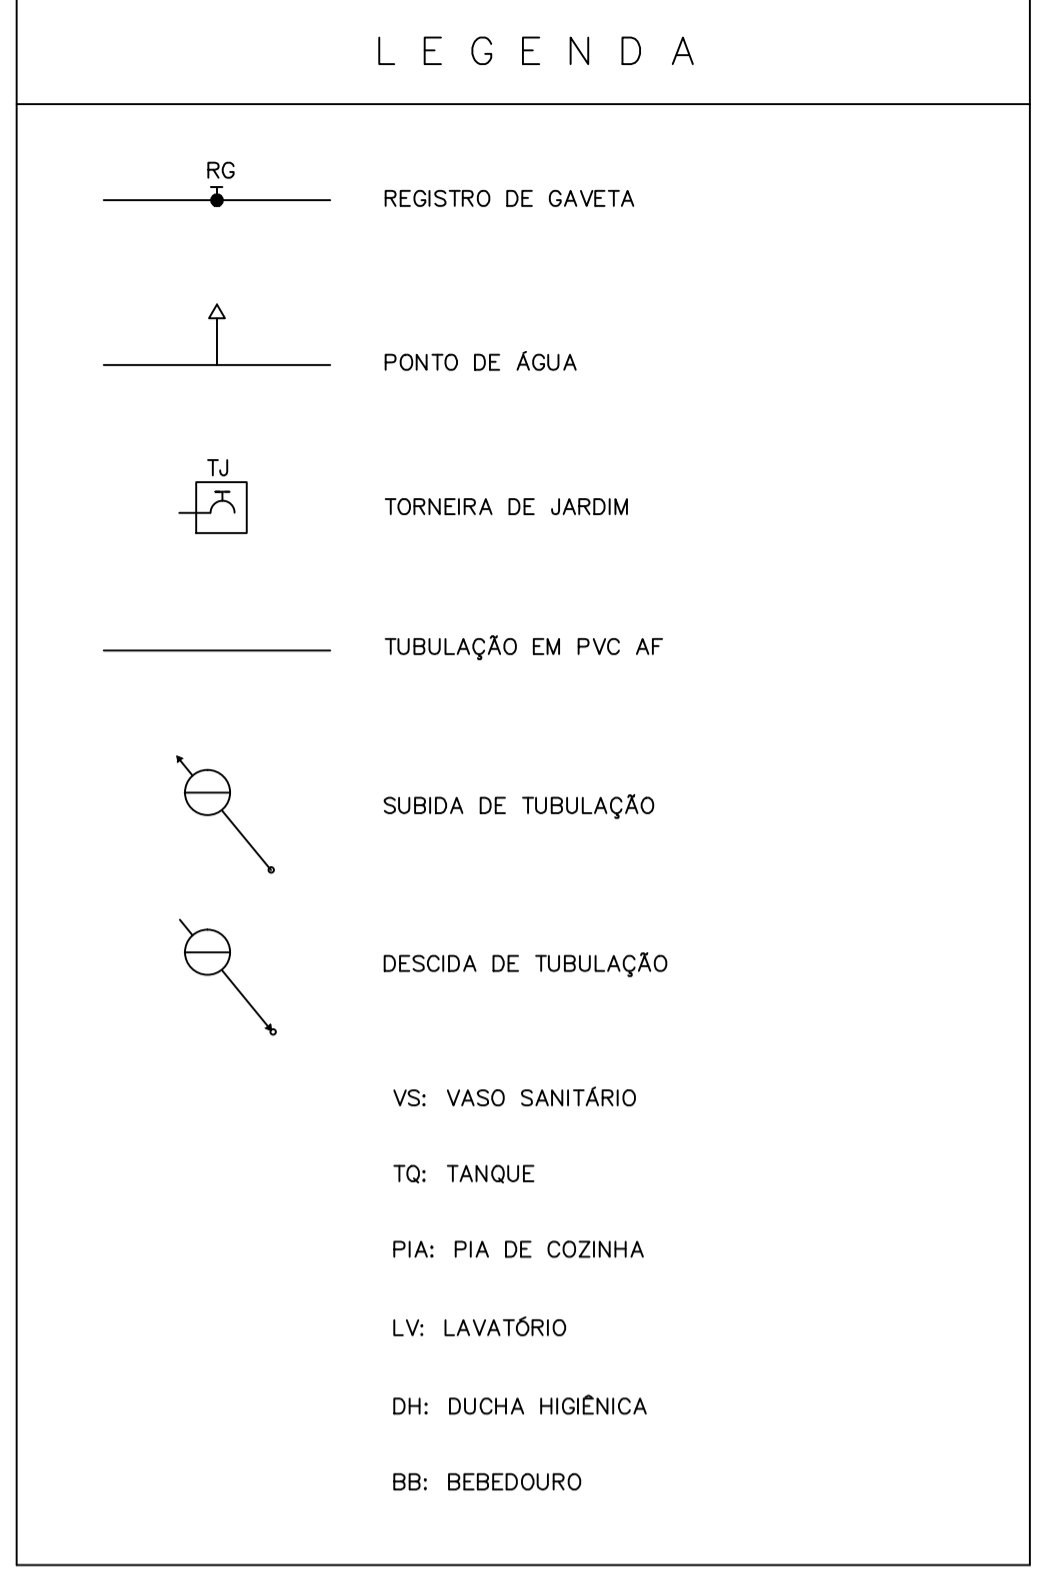 L E G E N D A
RG
REGISTRO DE GAVETA
PONTO DE ÁGUA
TJ
TORNEIRA DE JARDIM
TUBULAÇÃO EM PVC AF
SUBIDA DE TUBULAÇÃO
DESCIDA DE TUBULAÇÃO
VS: VASO SANITÁRIO
TQ: TANQUE
PIA: PIA DE COZINHA
LV: LAVATÓRIO
DH: DUCHA HIGIÊNICA
BB: BEBEDOURO